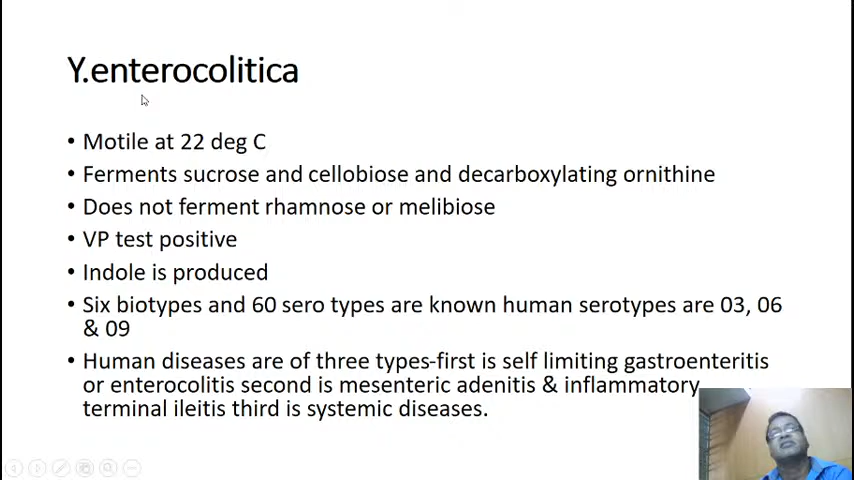 Y.enterocolitica
• Motile at 22 deg C
• Ferments sucrose and cellobiose and decarboxylating ornithine
• Does not ferment rhamnose or melibiose
• VP test positive
• Indole is produced
• Six biotypes and 60 sero types are known human serotypes are 03, 06
& 09
• Human diseases are of three types-first is self limiting gastroenteritis
or enterocolitis second is mesenteric adenitis & inflammatory
terminal ileitis third is systemic diseases.